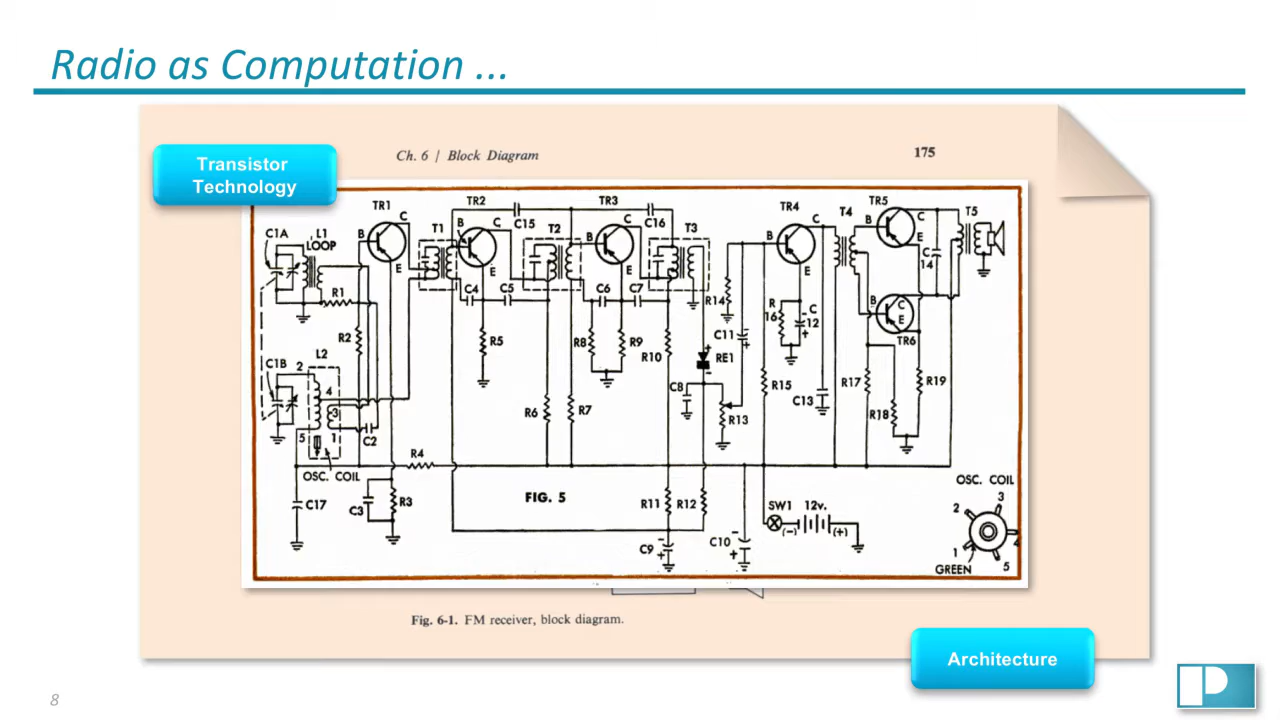 Radio as Computation ...
Transistor
Technology
Ch. 6 / Block Diagram
175
TR1
TR2
TR3
TR4
TR5
C
B
E
C1A
L1
LOOP
T1
B
C
C15
T2
B
C
C16
T3
B
C
T4
B
C
T5
E
E
E
E
E
C
14
R1
C4
C5
C6
C7
R14
R
16
C
12
B
C
E
TR6
R2
R5
R8
R9
R10
C11
RE1
L2
C1B
2
4
3
5
1
C2
C8
R15
C13
R17
R19
R6
R7
R13
R18
OSC. COIL
R4
C17
C3
R3
FIG. 5
R11
R12
SW1
12v.
(-)
(+)
C9
C10
OSC. COIL
3
2
4
1
5
GREEN
Fig. 6-1. FM receiver, block diagram.
Architecture
8